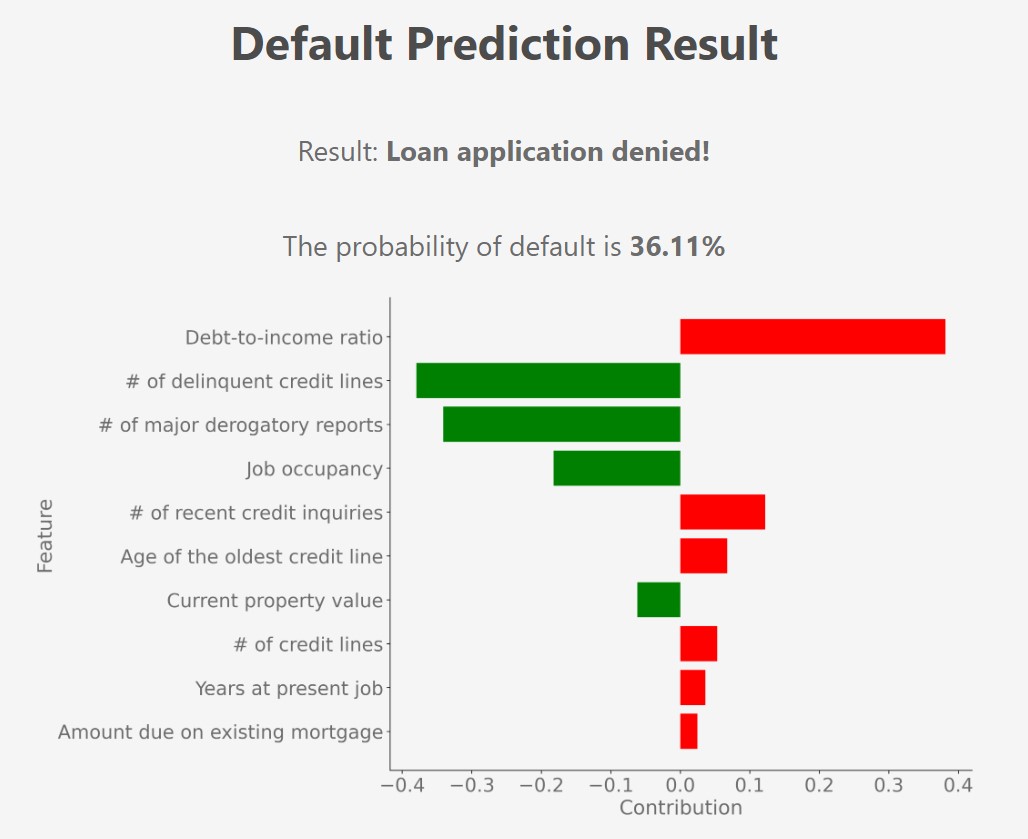 Default Prediction Result
Result: Loan application denied!
The probability of default is 36.11%
Debt-to-income ratio
# of delinquent credit lines
# of major derogatory reports
Job occupancy
# of recent credit inquiries
Age of the oldest credit line
Current property value
# of credit lines
Years at present job
Amount due on existing mortgage
Feature
−0.4 −0.3 −0.2 −0.1 0.0 0.1 0.2 0.3 0.4
Contribution